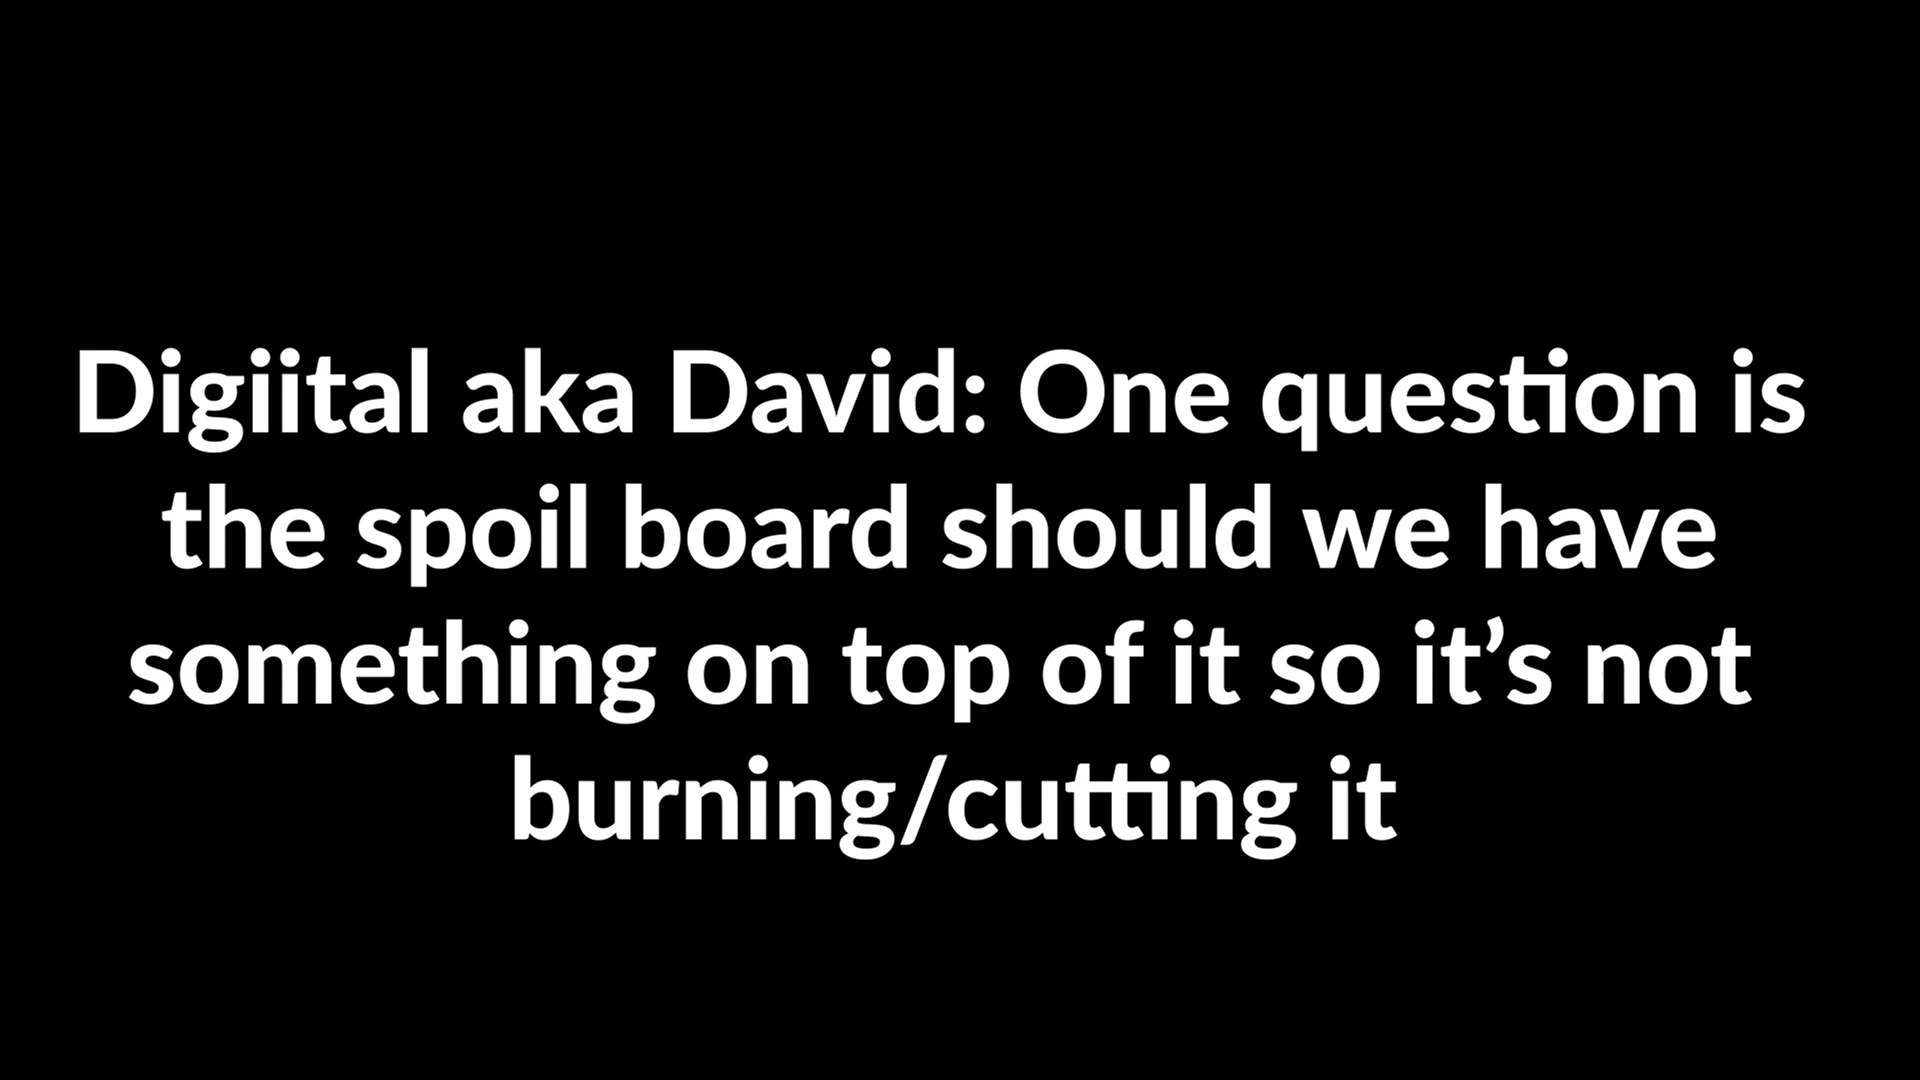 Digiital aka David: One question is
the spoil board should we have
something on top of it so it’s not
burning/cutting it